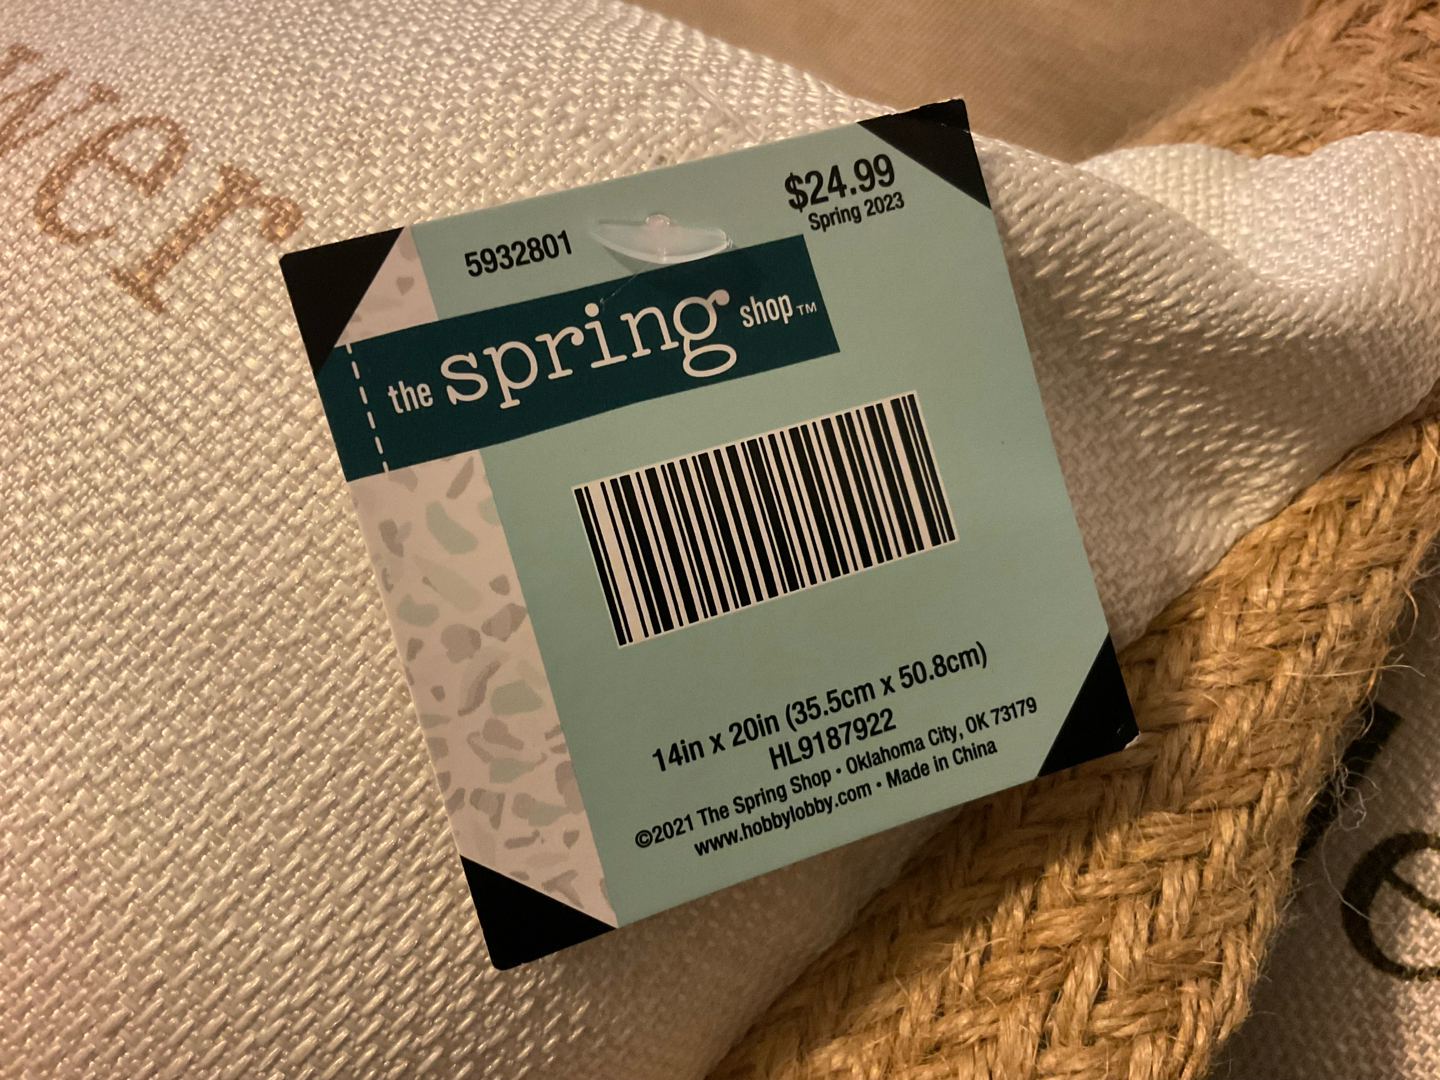 wer
5932801
$24.99
Spring 2023
the spring shop™
14in x 20in (35.5cm x 50.8cm)
HL9187922
©2021 The Spring Shop • Oklahoma City, OK 73179
www.hobbylobby.com • Made in China
e